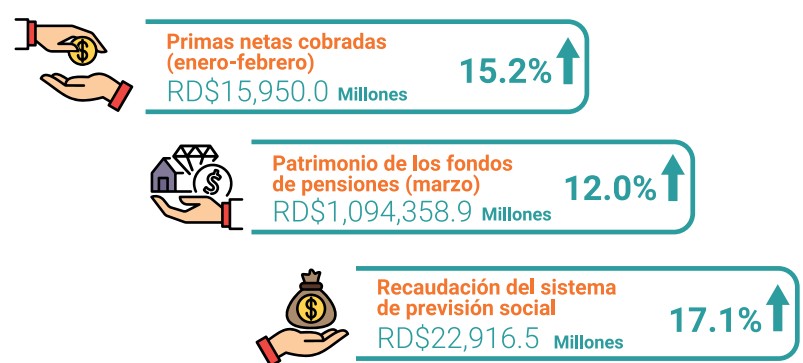 Primas netas cobradas
(enero-febrero)
RD$15,950.0 Millones
15.2%
Patrimonio de los fondos
de pensiones (marzo)
RD$1,094,358.9 Millones
12.0%
Recaudación del sistema
de previsión social
RD$22,916.5 Millones
17.1%